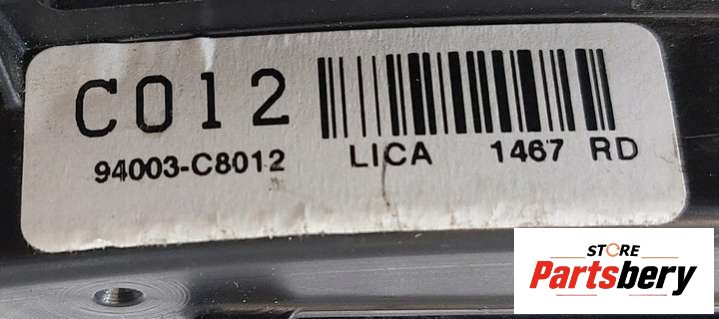 C012
94003-C8012 LICA 1467 RD
STORE
Partsbery